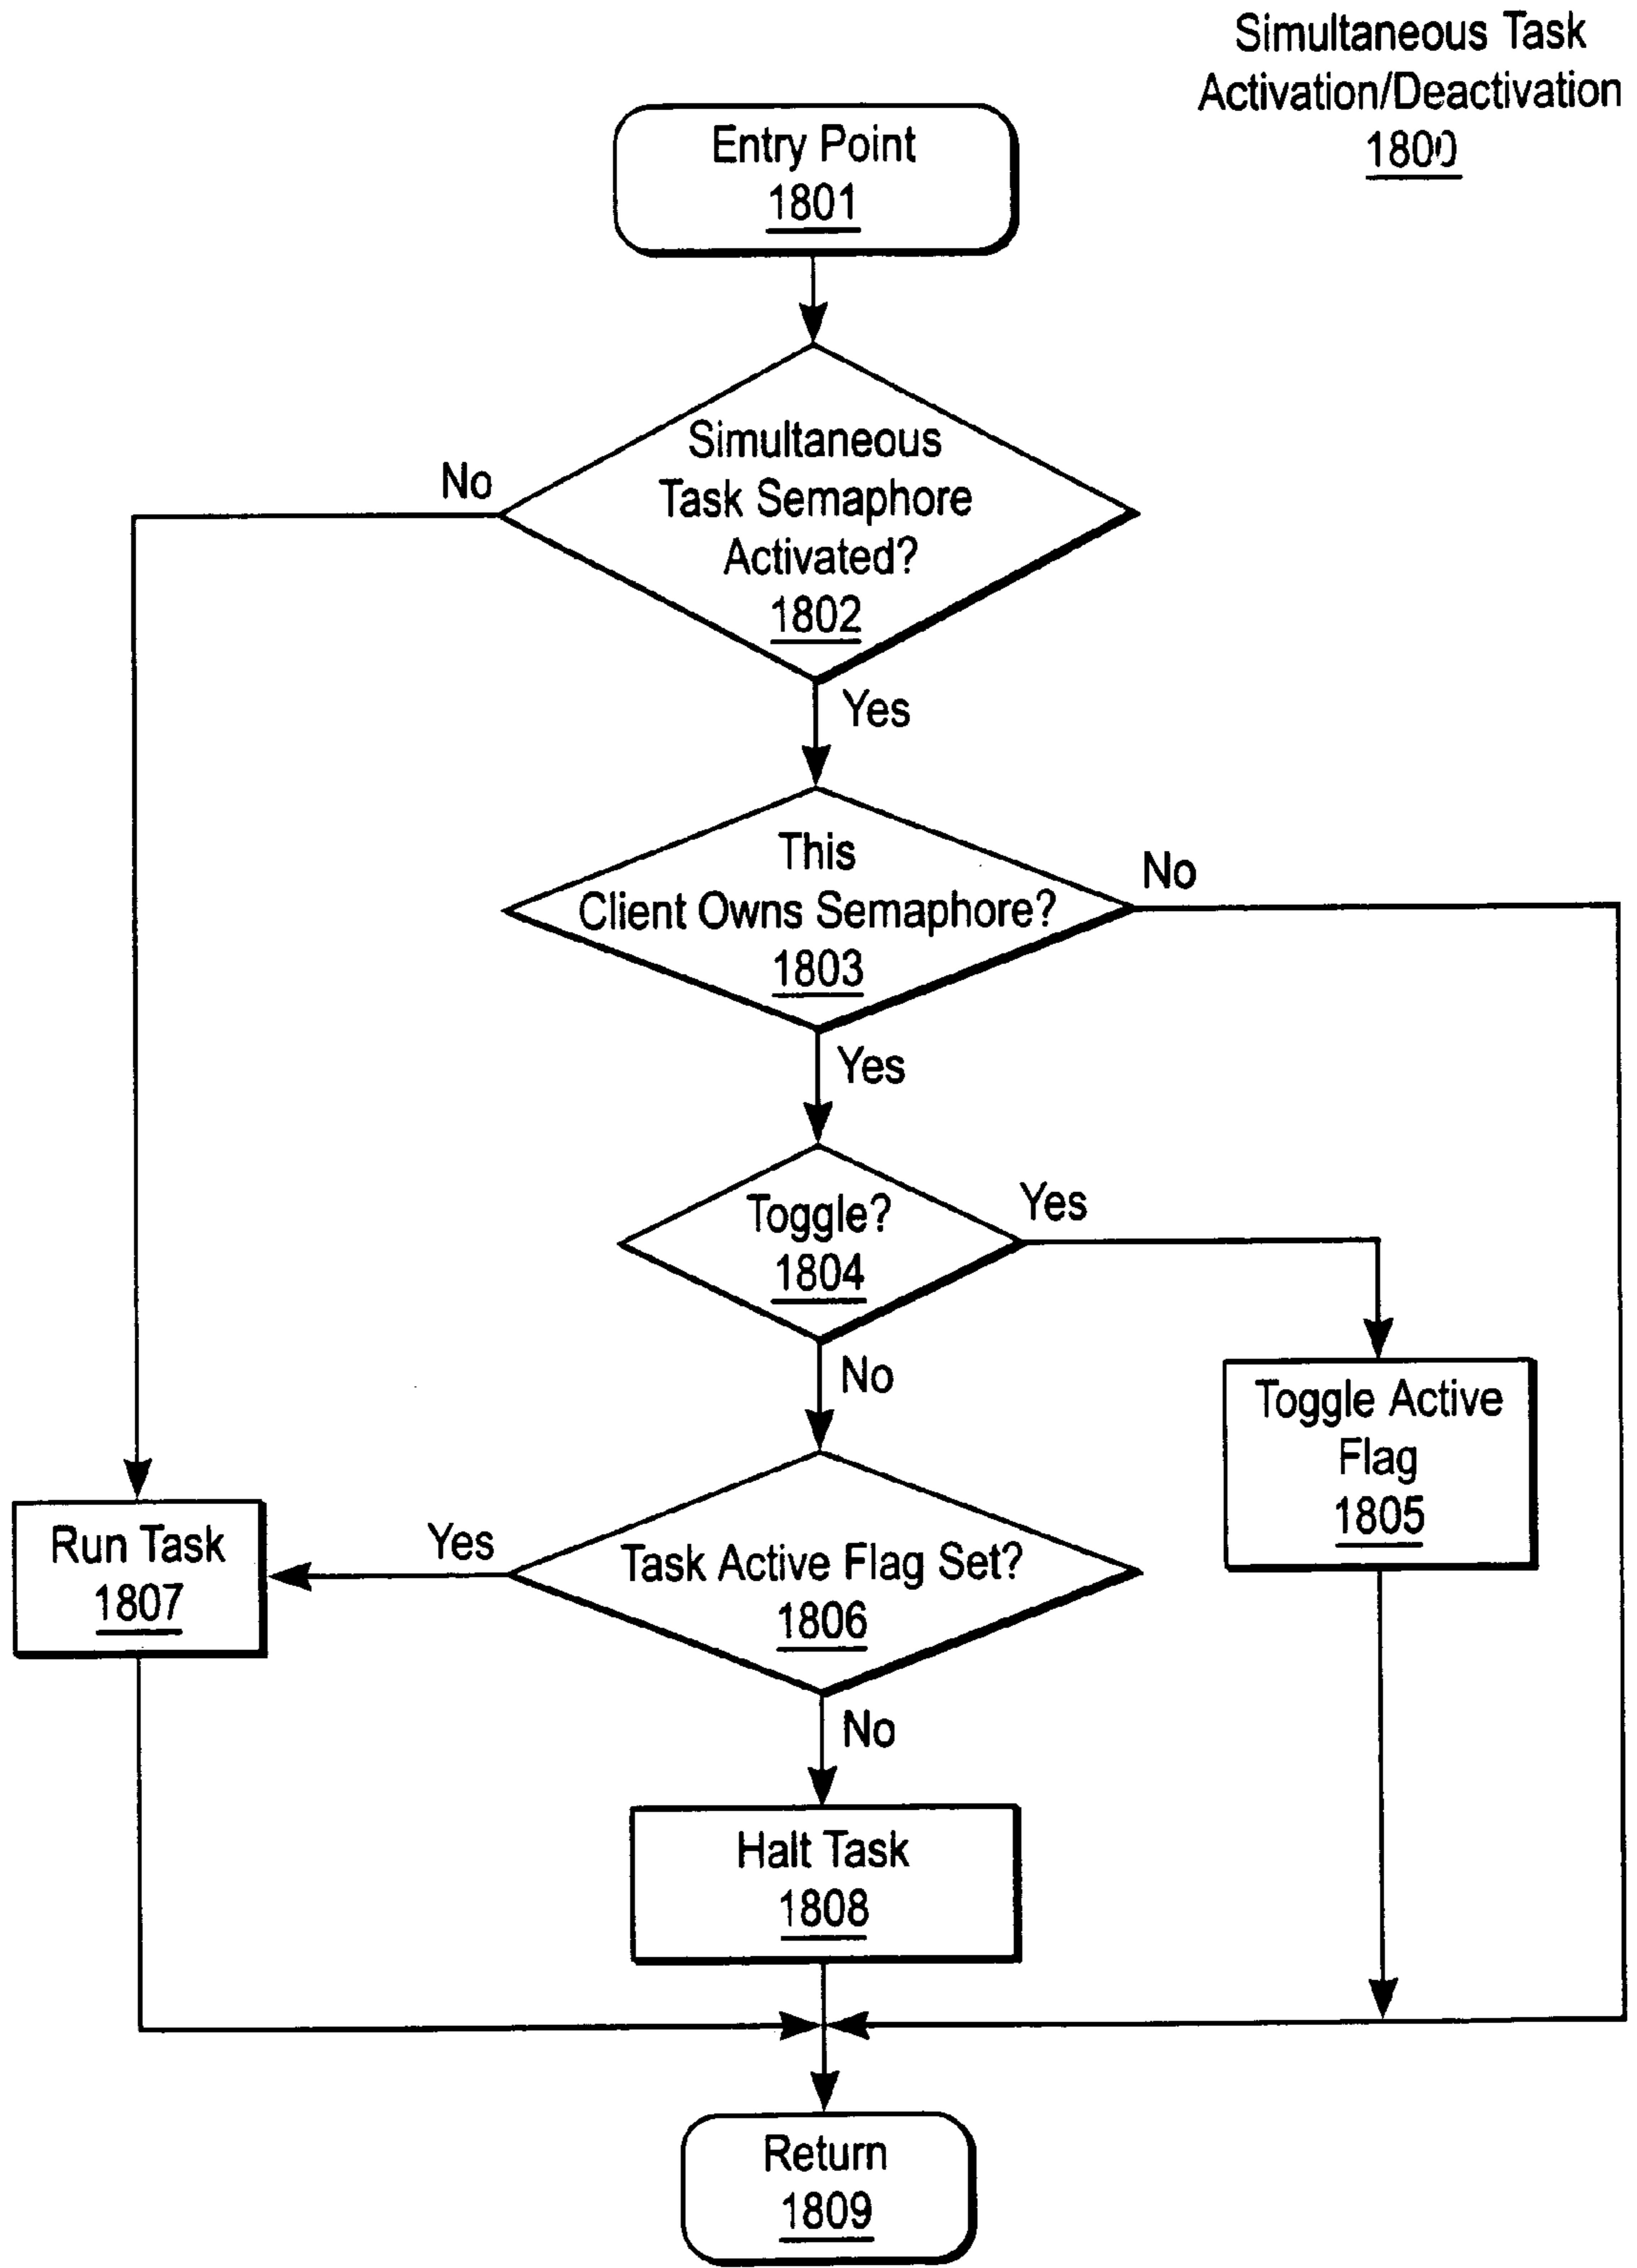 Simultaneous Task
Activation/Deactivation
1800
Entry Point
1801
Simultaneous
Task Semaphore
Activated?
1802
No
Yes
This
Client Owns Semaphore?
1803
No
Yes
Toggle?
1804
Yes
No
Toggle Active
Flag
1805
Run Task
1807
Yes
Task Active Flag Set?
1806
No
Halt Task
1808
Return
1809